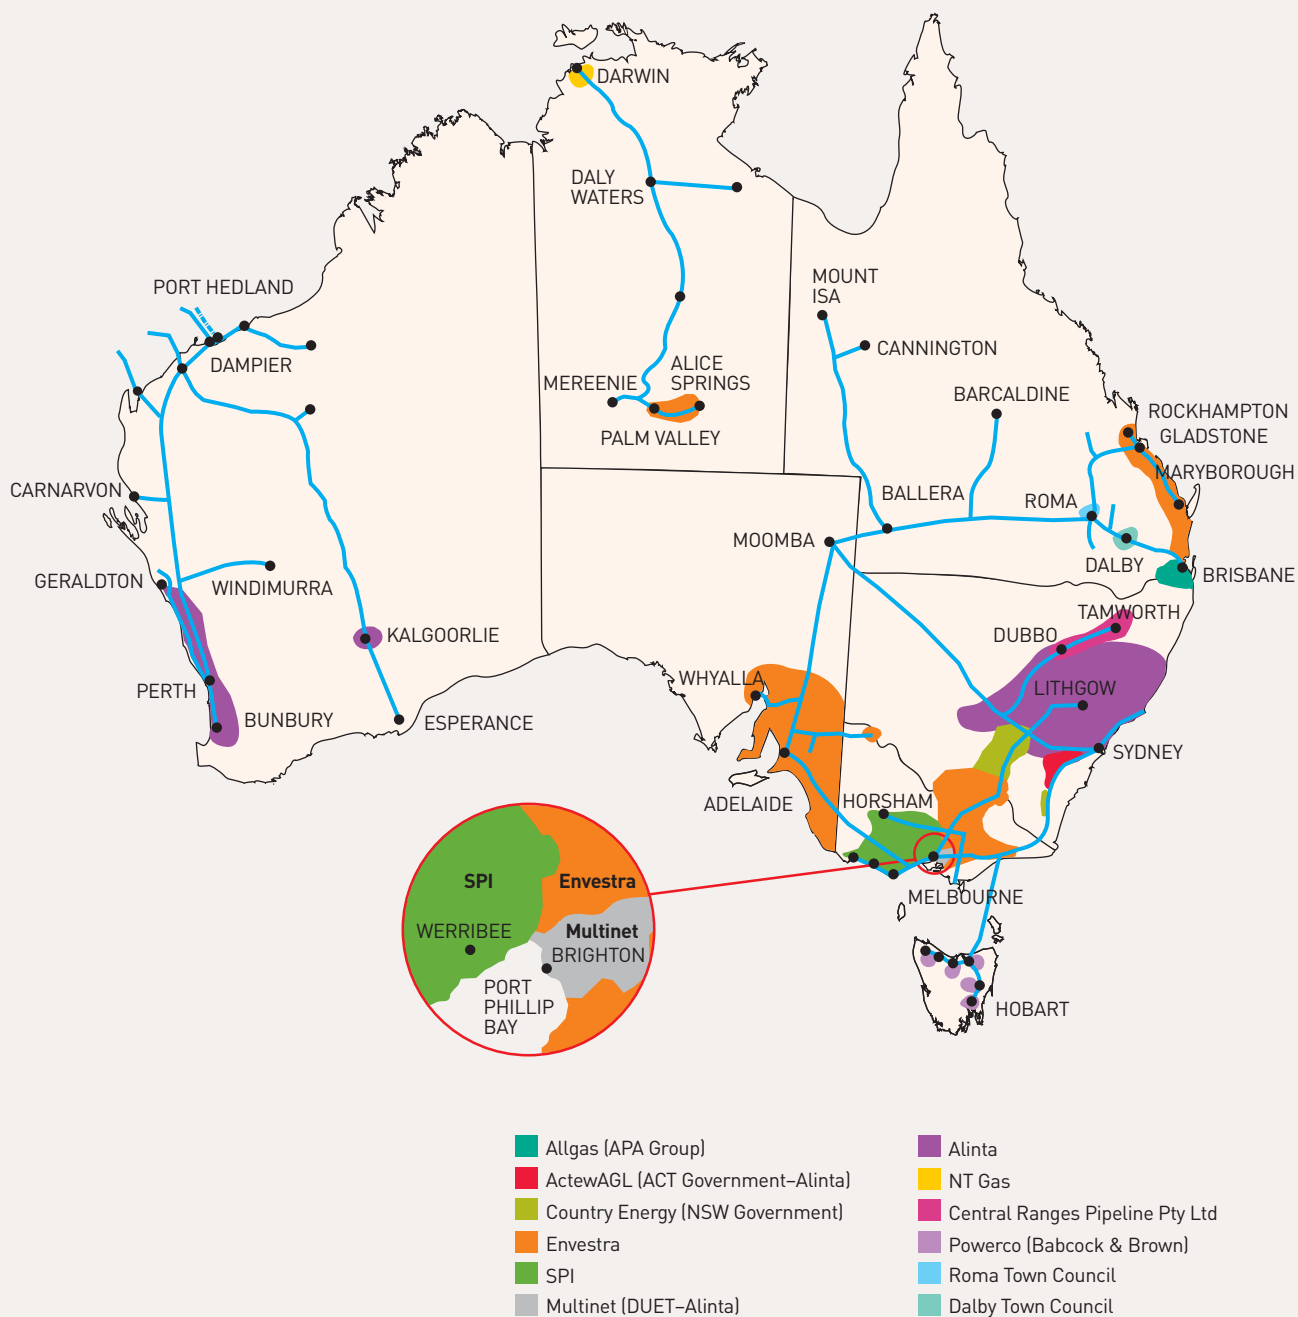 DARWIN
DALY
WATERS
PORT HEDLAND
MOUNT
ISA
CANNINGTON
DAMPIER
ALICE
SPRINGS
MEREENIE
BARCALDINE
ROCKHAMPTON
GLADSTONE
PALM VALLEY
MARYBOROUGH
CARNARVON
BALLERA
ROMA
MOOMBA
DALBY
BRISBANE
GERALDTON
WINDIMURRA
TAMWORTH
KALGOORLIE
DUBBO
WHYALLA
LITHGOW
PERTH
BUNBURY
ESPERANCE
SYDNEY
ADELAIDE
HORSHAM
SPI
Envestra
MELBOURNE
WERRIBEE
Multinet
BRIGHTON
PORT
PHILLIP
BAY
HOBART
Allgas (APA Group)
ActewAGL (ACT Government–Alinta)
Country Energy (NSW Government)
Envestra
SPI
Multinet (DUET–Alinta)
Alinta
NT Gas
Central Ranges Pipeline Pty Ltd
Powerco (Babcock & Brown)
Roma Town Council
Dalby Town Council